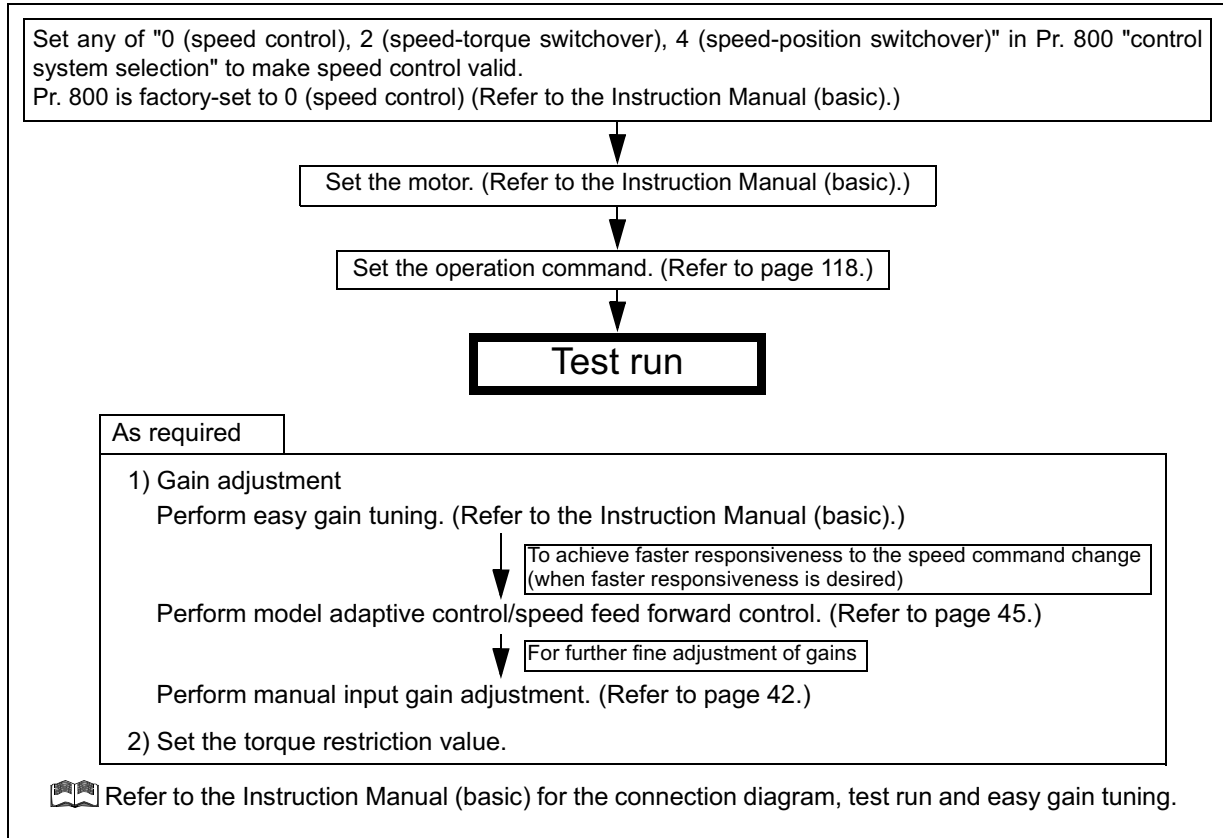 Set any of "0 (speed control), 2 (speed-torque switchover), 4 (speed-position switchover)" in Pr. 800 "control
system selection" to make speed control valid.
Pr. 800 is factory-set to 0 (speed control) (Refer to the Instruction Manual (basic).)
Set the motor. (Refer to the Instruction Manual (basic).)
Set the operation command. (Refer to page 118.)
Test run
As required
1) Gain adjustment
Perform easy gain tuning. (Refer to the Instruction Manual (basic).)
To achieve faster responsiveness to the speed command change
(when faster responsiveness is desired)
Perform model adaptive control/speed feed forward control. (Refer to page 45.)
For further fine adjustment of gains
Perform manual input gain adjustment. (Refer to page 42.)
2) Set the torque restriction value.
Refer to the Instruction Manual (basic) for the connection diagram, test run and easy gain tuning.